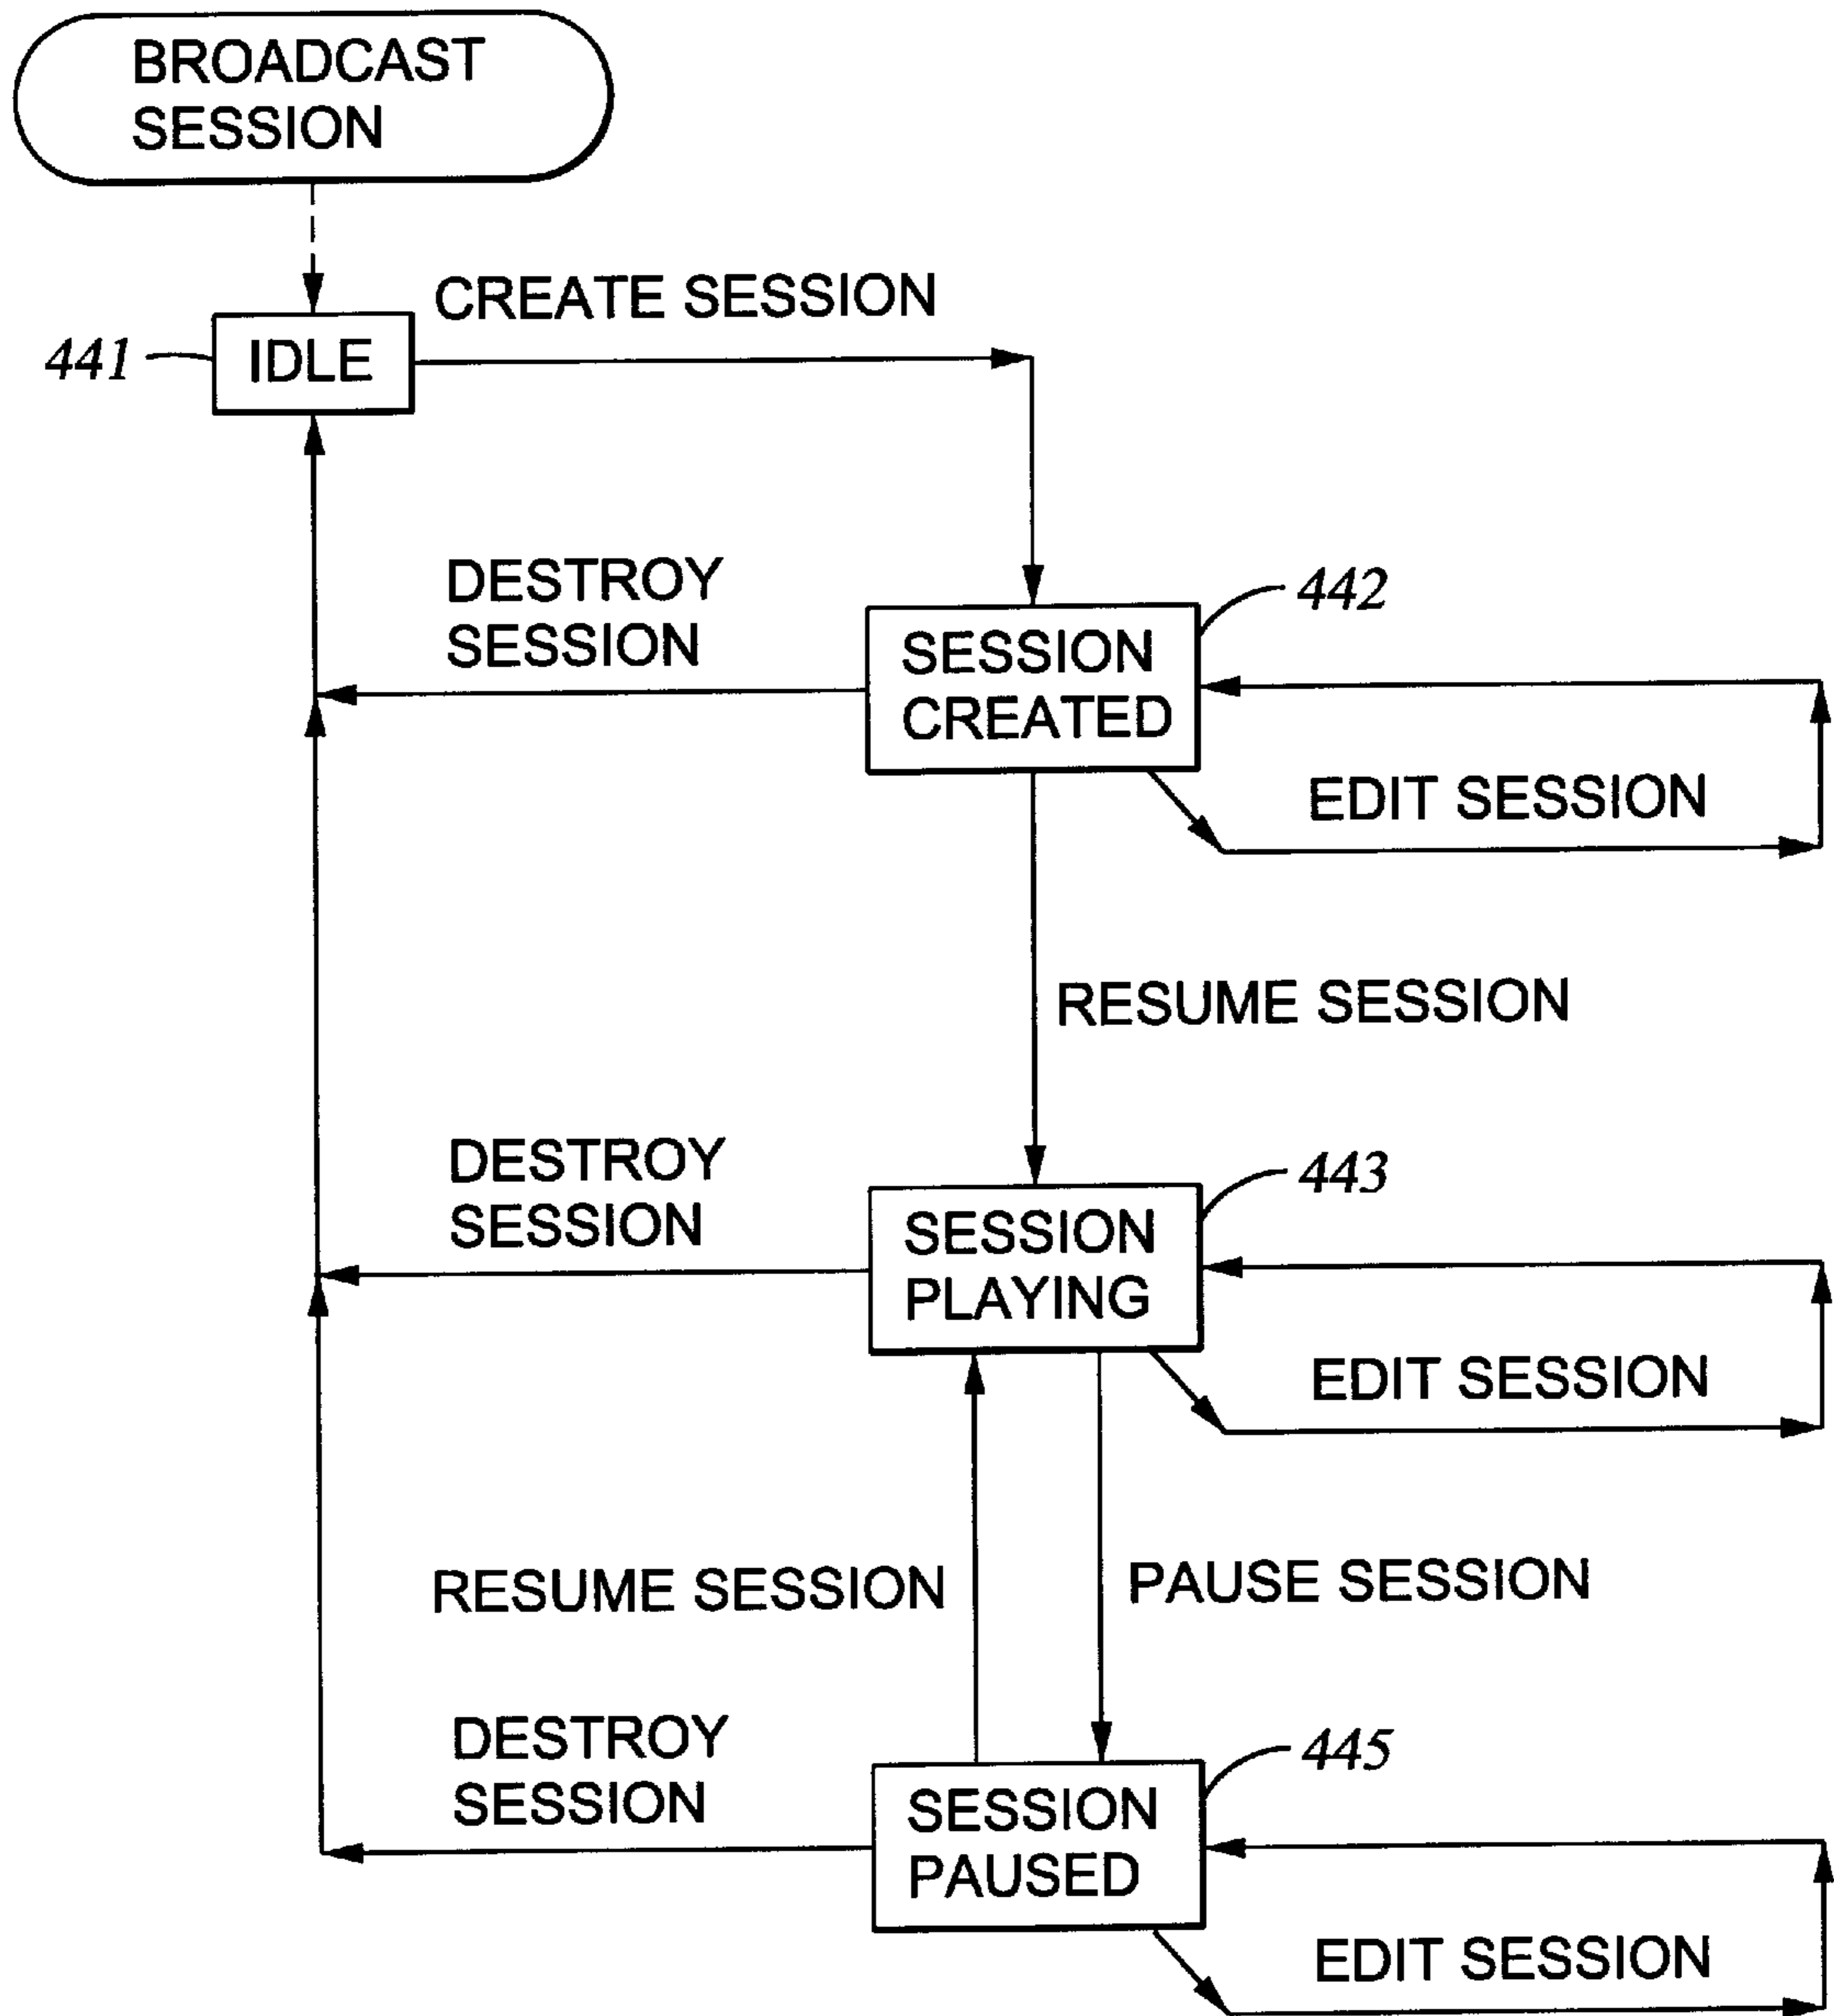 BROADCAST
SESSION
CREATE SESSION
441
IDLE
DESTROY
SESSION
442
SESSION
CREATED
EDIT SESSION
RESUME SESSION
DESTROY
SESSION
443
SESSION
PLAYING
EDIT SESSION
RESUME SESSION
PAUSE SESSION
DESTROY
SESSION
445
SESSION
PAUSED
EDIT SESSION